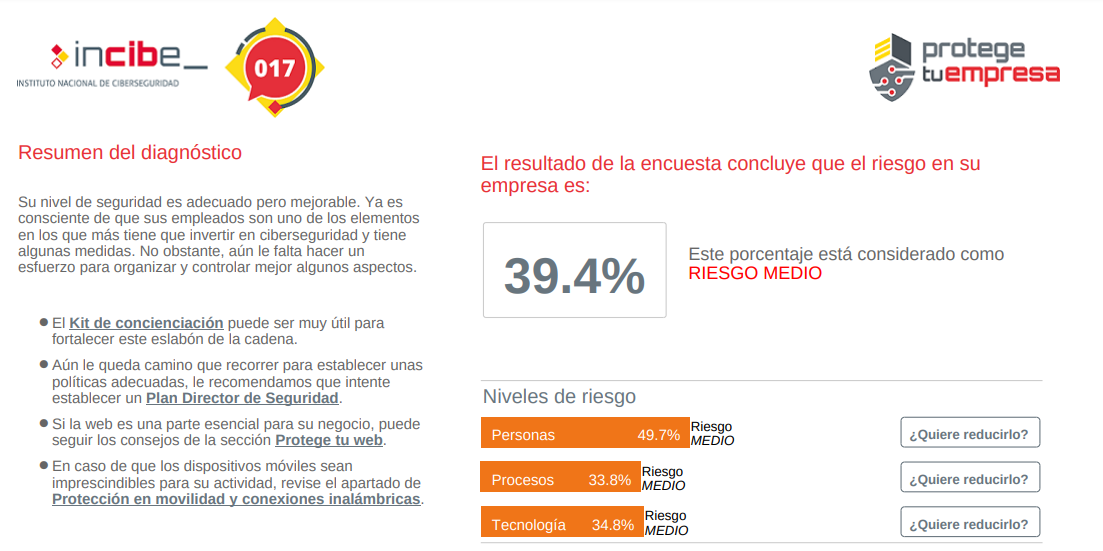 incibe_
INSTITUTO NACIONAL DE CIBERSEGURIDAD
017
protege
tuempresa
Resumen del diagnóstico
Su nivel de seguridad es adecuado pero mejorable. Ya es
consciente de que sus empleados son uno de los elementos
en los que más tiene que invertir en ciberseguridad y tiene
algunas medidas. No obstante, aún le falta hacer un
esfuerzo para organizar y controlar mejor algunos aspectos.
● El Kit de concienciación puede ser muy útil para
fortalecer este eslabón de la cadena.
● Aún le queda camino que recorrer para establecer unas
políticas adecuadas, le recomendamos que intente
establecer un Plan Director de Seguridad.
● Si la web es una parte esencial para su negocio, puede
seguir los consejos de la sección Protege tu web.
● En caso de que los dispositivos móviles sean
imprescindibles para su actividad, revise el apartado de
Protección en movilidad y conexiones inalámbricas.
El resultado de la encuesta concluye que el riesgo en su
empresa es:
39.4%
Este porcentaje está considerado como
RIESGO MEDIO
Niveles de riesgo
Personas 49.7% Riesgo
MEDIO
¿Quiere reducirlo?
Procesos 33.8% Riesgo
MEDIO
¿Quiere reducirlo?
Tecnología 34.8% Riesgo
MEDIO
¿Quiere reducirlo?